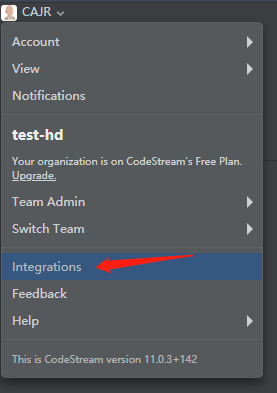 CAJR
Account
View
Notifications
test-hd
Your organization is on CodeStream's Free Plan.
Upgrade.
Team Admin
Switch Team
Integrations
Feedback
Help
This is CodeStream version 11.0.3+142